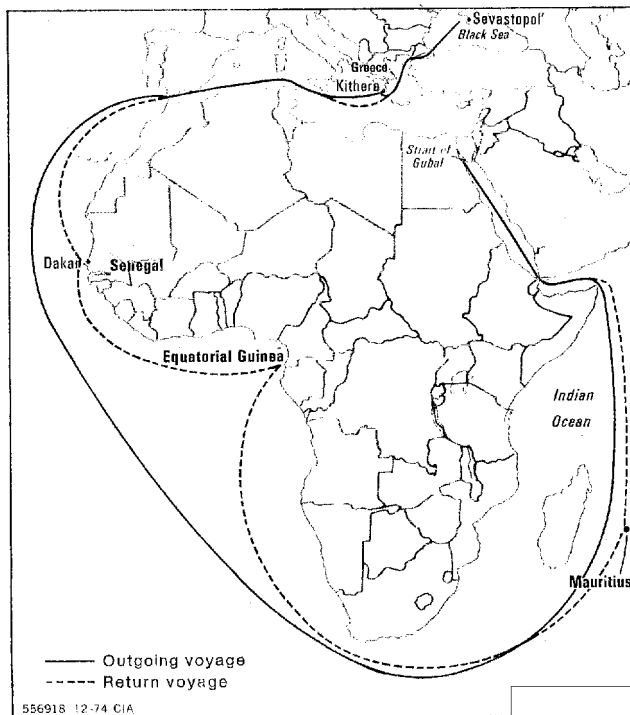 Sevastopol'
Black Sea
Greece
Kithera
Strait of
Gubal
Dakar
Senegal
Equatorial Guinea
Indian
Ocean
Mauritius
Outgoing voyage
Return voyage
556918 12-74 CIA